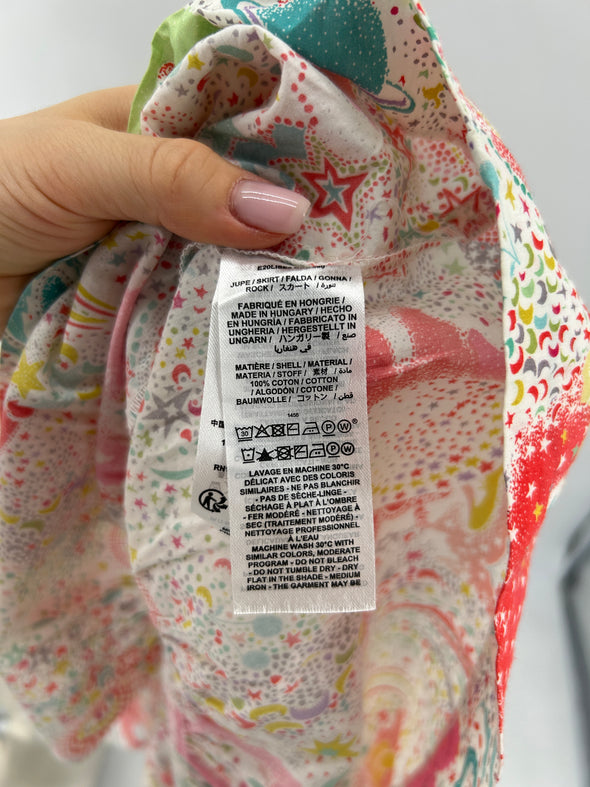 JUPE / SKIRT / FALDA / GONNA /
ROCK / スカート / تنورة /
FABRIQUÉ EN HONGRIE /
MADE IN HUNGARY / HECHO
EN HUNGRÍA / FABBRICATO IN
UNGHERIA / HERGESTELLT IN
UNGARN / ハンガリー製 / صنع
في هنغاريا
MATIÈRE / SHELL / MATERIAL /
MATERIA / STOFF / 素材 / مادة
100% COTON / COTTON
/ ALGODÓN / COTONE /
BAUMWOLLE / コットン / قطن
1456
30 P W
LAVAGE EN MACHINE 30°C
DÉLICAT AVEC DES COLORIS
SIMILAIRES - NE PAS BLANCHIR
- PAS DE SÈCHE-LINGE -
SÉCHAGE À PLAT À L'OMBRE
- FER MODÉRÉ - NETTOYAGE À
SEC (TRAITEMENT MODÉRÉ) -
NETTOYAGE PROFESSIONNEL
À L'EAU
MACHINE WASH 30°C WITH
SIMILAR COLORS, MODERATE
PROGRAM - DO NOT BLEACH
- DO NOT TUMBLE DRY - DRY
FLAT IN THE SHADE - MEDIUM
IRON - THE GARMENT MAY BE
中国
RN